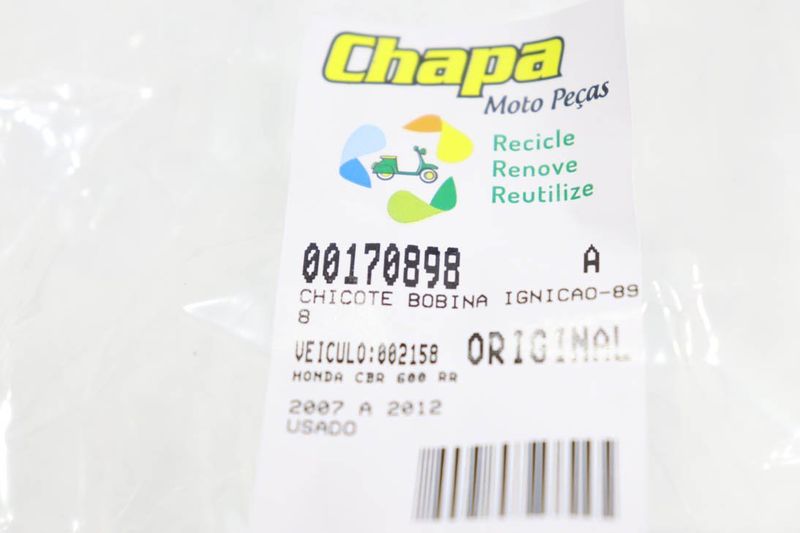 Chapa
Moto Peças
Recicle
Renove
Reutilize
00170898 A
CHICOTE BOBINA IGNICAO-89
8
VEICULO:002158 ORIGINAL
HONDA CBR 600 RR
2007 A 2012
USADO